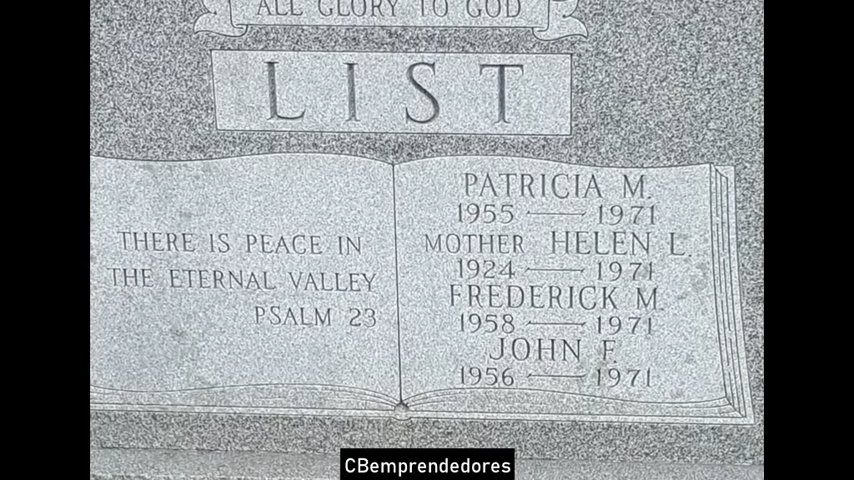 ALL GLORY TO GOD
LIST
THERE IS PEACE IN
THE ETERNAL VALLEY
PSALM 23
PATRICIA M.
1955 — 1971
MOTHER HELEN L.
1924 — 1971
FREDERICK M.
1958 — 1971
JOHN F.
1956 — 1971
CBemprendedores